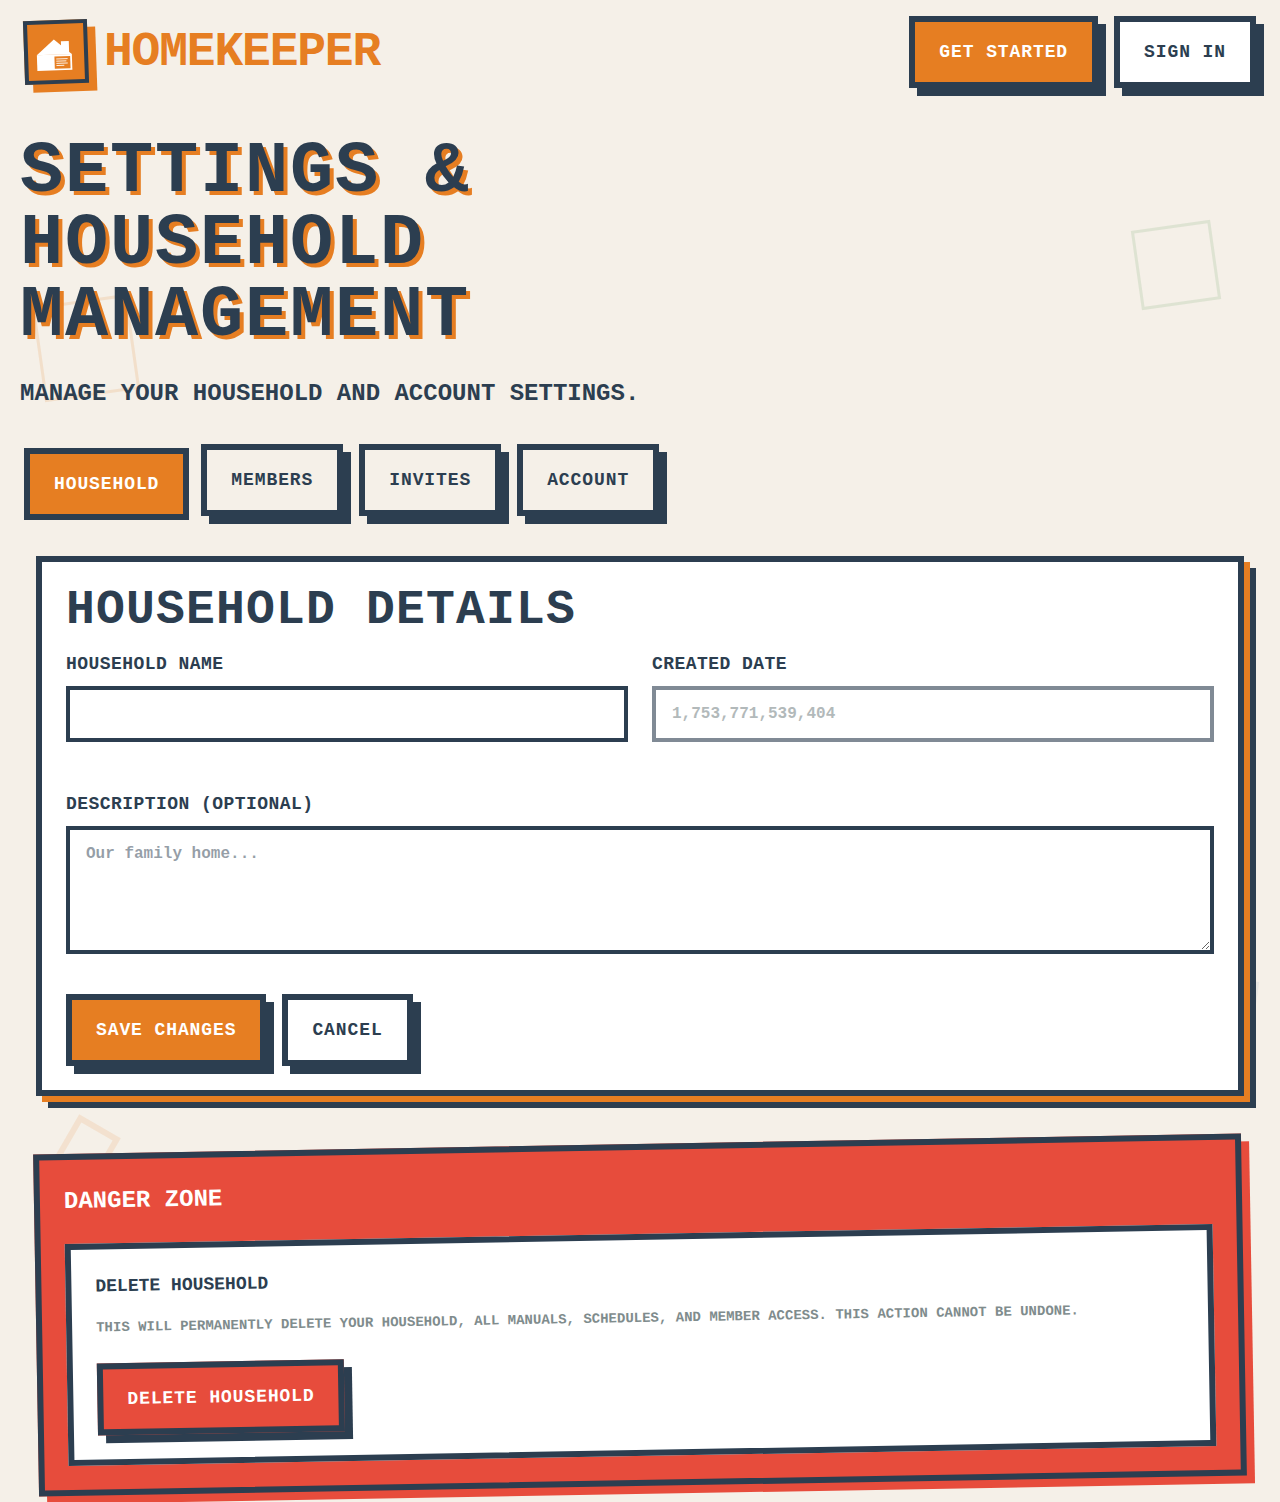 HOMEKEEPER
GET STARTED
SIGN IN
SETTINGS &
HOUSEHOLD
MANAGEMENT
MANAGE YOUR HOUSEHOLD AND ACCOUNT SETTINGS.
HOUSEHOLD
MEMBERS
INVITES
ACCOUNT
HOUSEHOLD DETAILS
HOUSEHOLD NAME
CREATED DATE
1,753,771,539,404
DESCRIPTION (OPTIONAL)
Our family home...
SAVE CHANGES
CANCEL
DANGER ZONE
DELETE HOUSEHOLD
THIS WILL PERMANENTLY DELETE YOUR HOUSEHOLD, ALL MANUALS, SCHEDULES, AND MEMBER ACCESS. THIS ACTION CANNOT BE UNDONE.
DELETE HOUSEHOLD